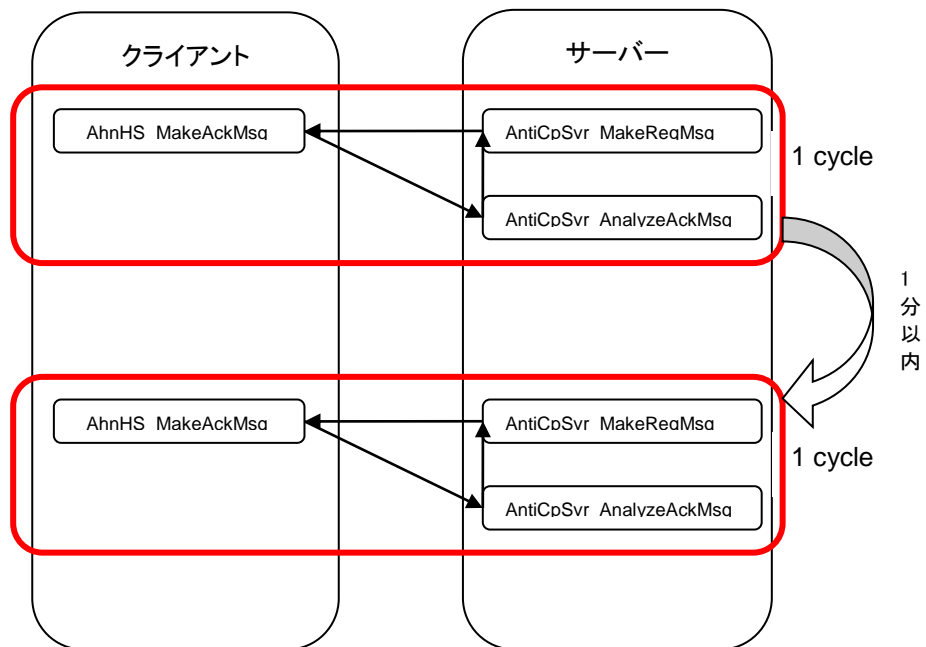 クライアント
サーバー
AhnHS_MakeAckMsg
AntiCpSvr_MakeReqMsg
1 cycle
AntiCpSvr_AnalyzeAckMsg
1分以内
AhnHS_MakeAckMsg
AntiCpSvr_MakeReqMsg
1 cycle
AntiCpSvr_AnalyzeAckMsg